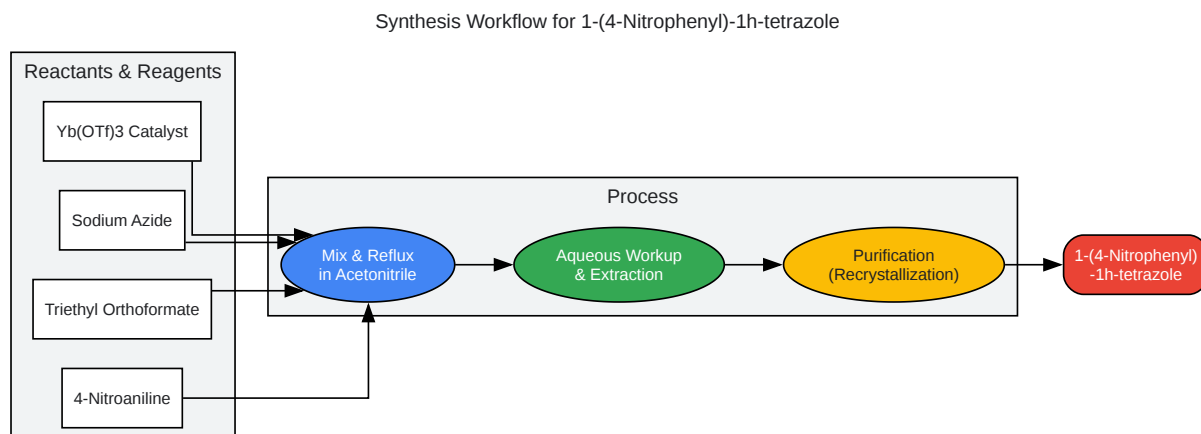 Synthesis Workflow for 1-(4-Nitrophenyl)-1h-tetrazole
Reactants & Reagents
Yb(OTf)3 Catalyst
Sodium Azide
Triethyl Orthoformate
4-Nitroaniline
Process
Mix & Reflux
in Acetonitrile
Aqueous Workup
& Extraction
Purification
(Recrystallization)
1-(4-Nitrophenyl)
-1h-tetrazole